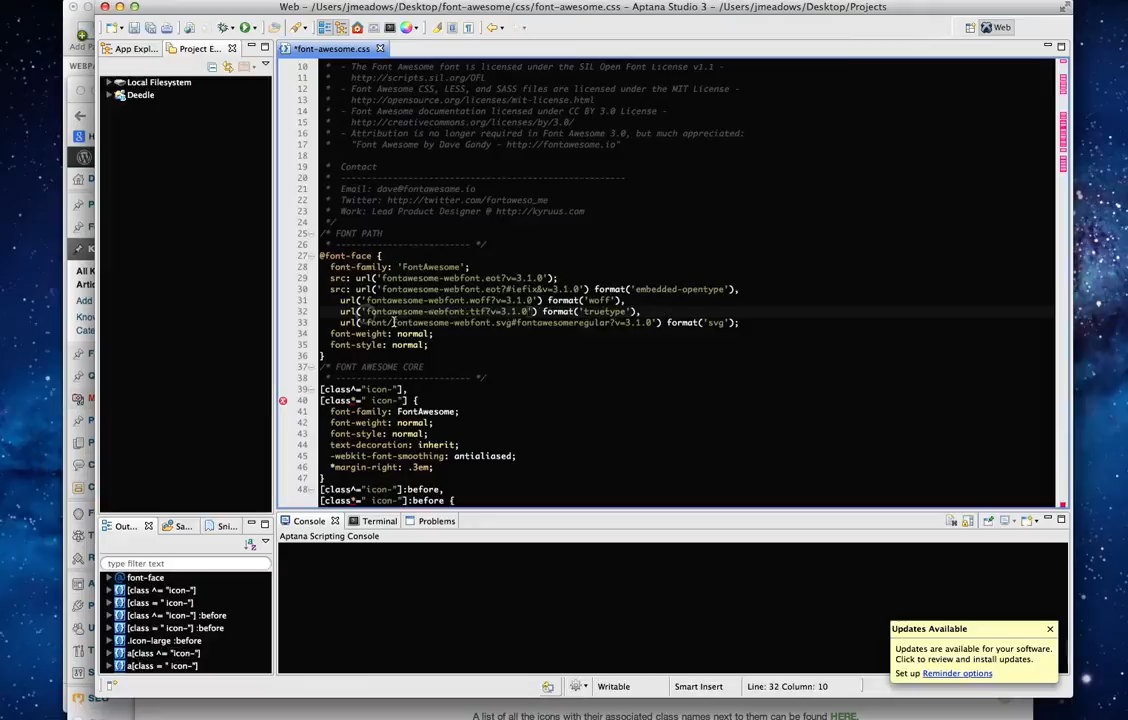 Web - /Users/jmeadows/Desktop/font-awesome/css/font-awesome.css - Aptana Studio 3 - /Users/jmeadows/Desktop/Projects
Web
App Explo
Project E
*font-awesome.css
Local Filesystem
Deedle
10 * - The Font Awesome font is licensed under the SIL Open Font License v1.1 -
11 * http://scripts.sil.org/OFL
12 * - Font Awesome CSS, LESS, and SASS files are licensed under the MIT License -
13 * http://opensource.org/licenses/mit-license.html
14 * - Font Awesome documentation licensed under CC BY 3.0 License -
15 * http://creativecommons.org/licenses/by/3.0/
16 * - Attribution is no longer required in Font Awesome 3.0, but much appreciated:
17 * "Font Awesome by Dave Gandy - http://fontawesome.io"
18 *
19 * Contact
20 * ------------------------------------------------------------------------------
21 * Email: dave@fontawesome.io
22 * Twitter: http://twitter.com/fortaweso_me
23 * Work: Lead Product Designer @ http://kyruus.com
24 */
25 /* FONT PATH
26 * -------------------------- */
27 @font-face {
28 font-family: 'FontAwesome';
29 src: url('fontawesome-webfont.eot?v=3.1.0');
30 src: url('fontawesome-webfont.eot?#iefix&v=3.1.0') format('embedded-opentype'),
31 url('fontawesome-webfont.woff?v=3.1.0') format('woff'),
32 url('fontawesome-webfont.ttf?v=3.1.0') format('truetype'),
33 url('font/fontawesome-webfont.svg#fontawesomeregular?v=3.1.0') format('svg');
34 font-weight: normal;
35 font-style: normal;
36 }
37 /* FONT AWESOME CORE
38 * -------------------------- */
39 [class^="icon-"],
40 [class*=" icon-"] {
41 font-family: FontAwesome;
42 font-weight: normal;
43 font-style: normal;
44 text-decoration: inherit;
45 -webkit-font-smoothing: antialiased;
46 *margin-right: .3em;
47 }
48 [class^="icon-"]:before,
[class*=" icon-"]:before {
Add Pa
WEBPA
All K
Artic
Add
Cate
SEO
Out...
Sa...
Sni...
type filter text
font-face
[class ^= "icon-"]
[class = " icon-"]
[class ^= "icon-"] :before
[class = " icon-"] :before
.icon-large :before
a[class ^= "icon-"]
a[class = " icon-"]
Console
Terminal
Problems
Aptana Scripting Console
Updates Available
Updates are available for your software.
Click to review and install updates.
Set up Reminder options
Writable
Smart Insert
Line: 32 Column: 10
A list of all the icons with their associated class names next to them can be found HERE.